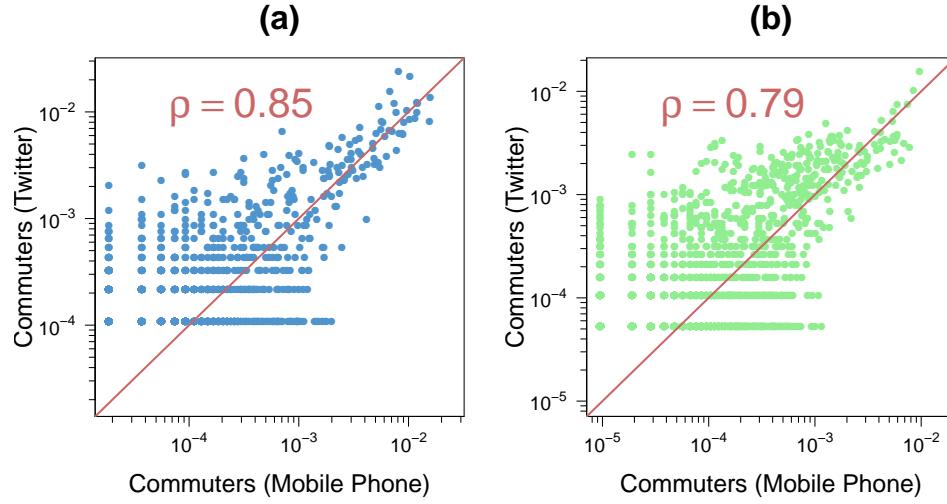 (a)
(b)
ρ = 0.85
ρ = 0.79
Commuters (Twitter)
10⁻²
10⁻³
10⁻⁴
10⁻⁴
10⁻³
10⁻²
Commuters (Mobile Phone)
Commuters (Twitter)
10⁻²
10⁻³
10⁻⁴
10⁻⁵
10⁻⁵
10⁻⁴
10⁻³
10⁻²
Commuters (Mobile Phone)